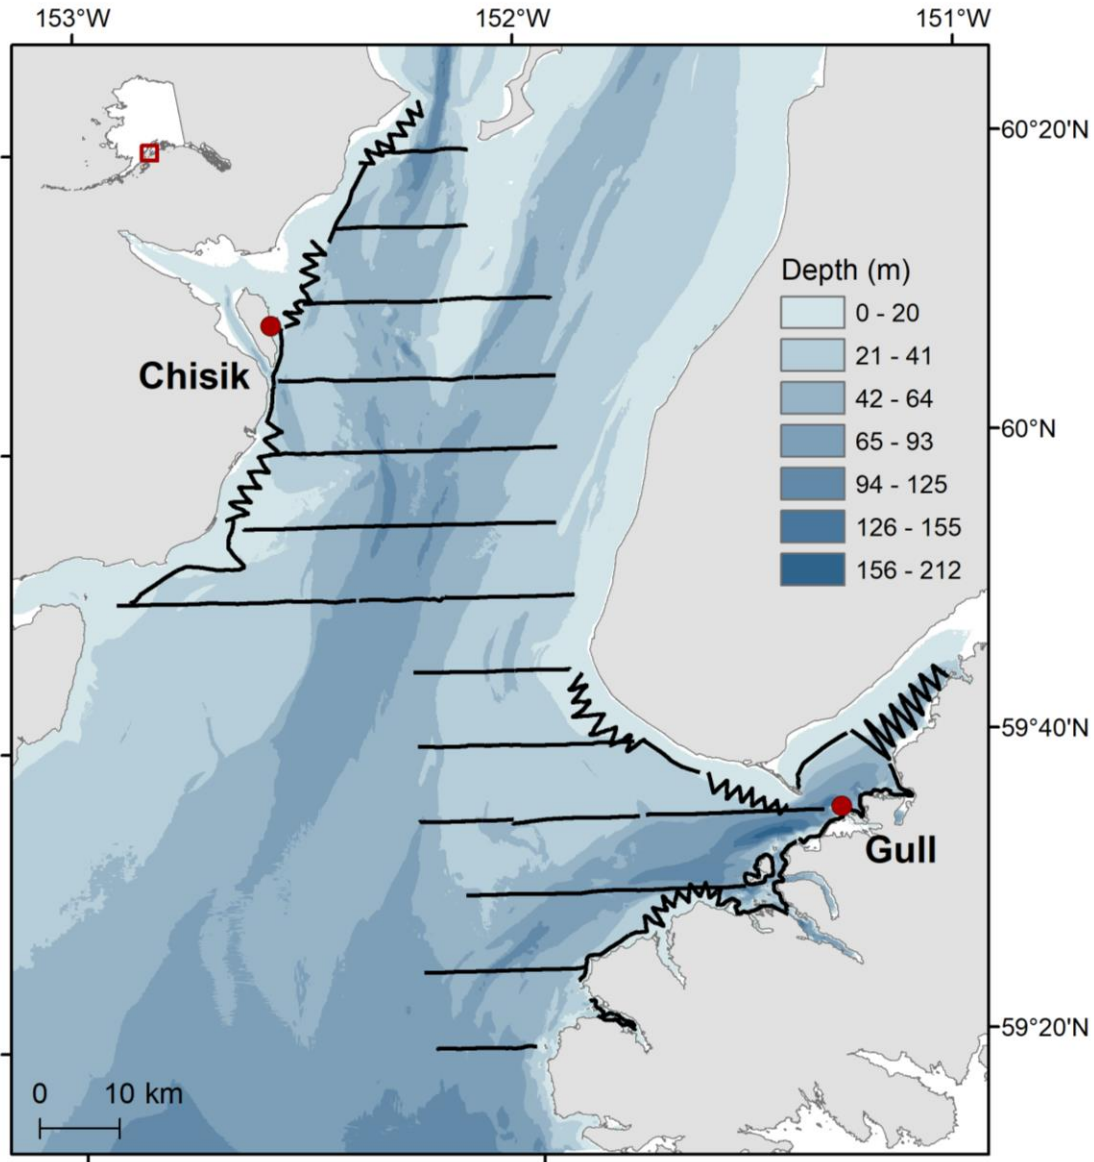 153°W 152°W 151°W
60°20'N
Depth (m)
0 - 20
21 - 41
Chisik
42 - 64
60°N
65 - 93
94 - 125
126 - 155
156 - 212
59°40'N
Gull
59°20'N
0 10 km